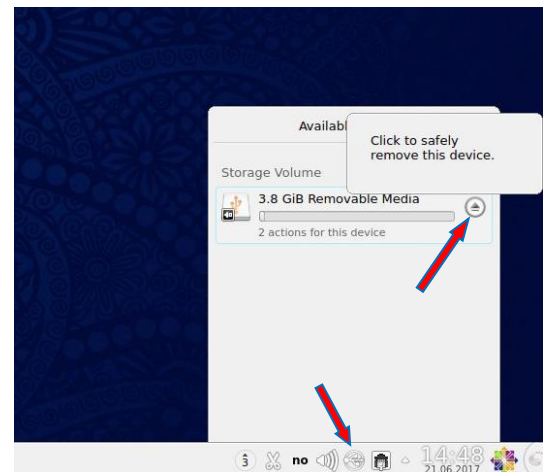 Availabl
Click to safely
remove this device.
Storage Volume
3.8 GiB Removable Media
2 actions for this device
3
no
14:48
21.06.2017